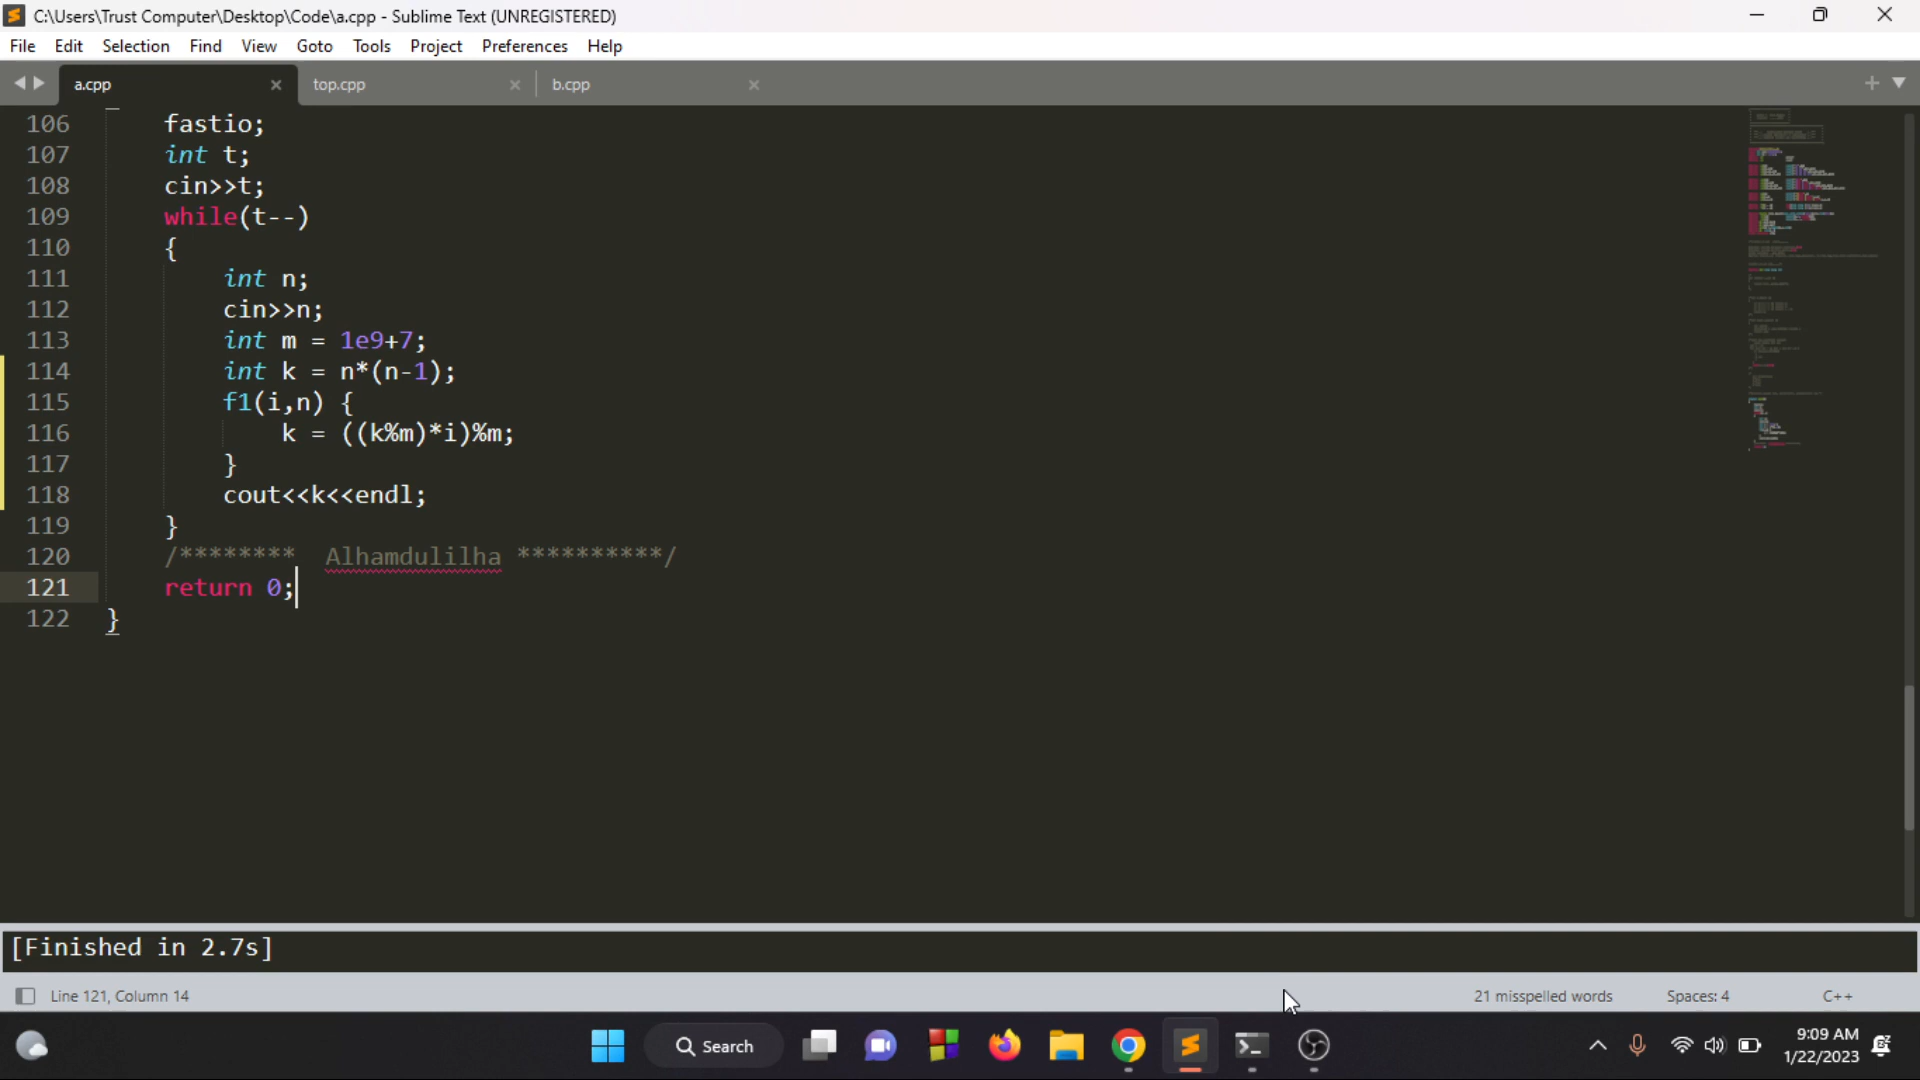 C:\Users\Trust Computer\Desktop\Code\a.cpp - Sublime Text (UNREGISTERED)
File Edit Selection Find View Goto Tools Project Preferences Help
a.cpp top.cpp b.cpp
106 fastio;
107 int t;
108 cin>>t;
109 while(t--)
110 {
111 int n;
112 cin>>n;
113 int m = 1e9+7;
114 int k = n*(n-1);
115 f1(i,n) {
116 k = ((k%m)*i)%m;
117 }
118 cout<<k<<endl;
119 }
120 /******** Alhamdulilha **********/
121 return 0;
122 }
[Finished in 2.7s]
Line 121, Column 14 21 misspelled words Spaces: 4 C++
Search 9:09 AM
1/22/2023